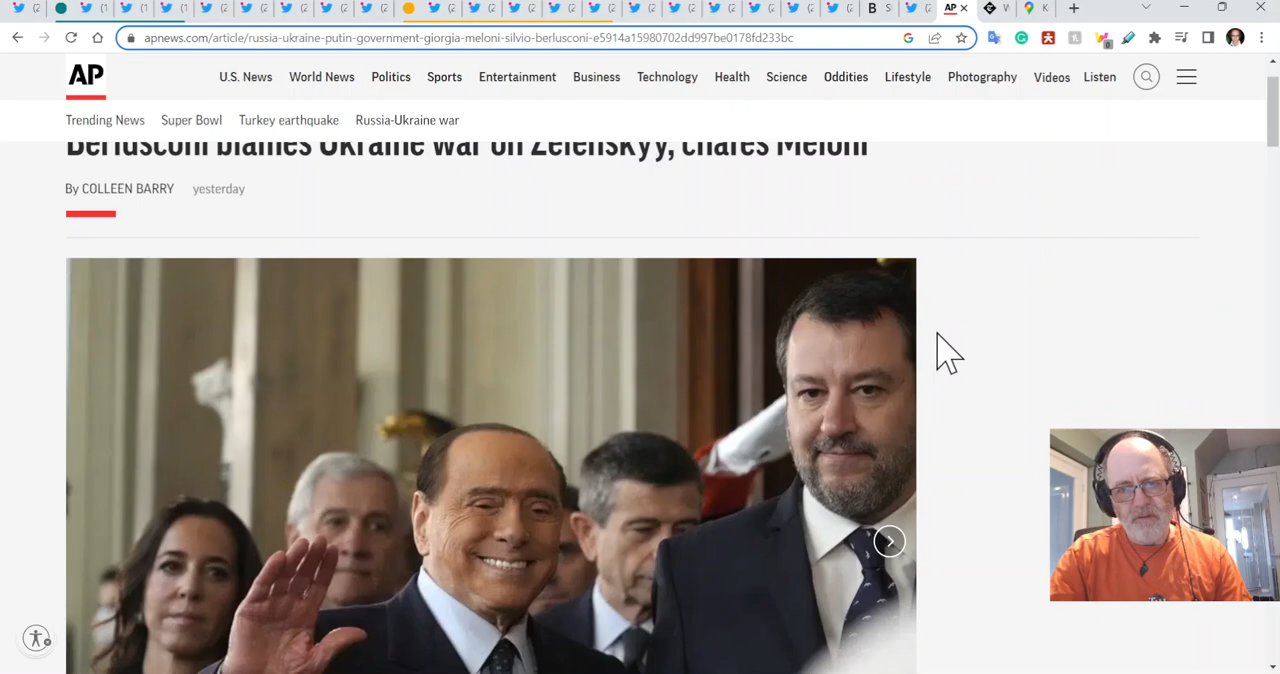 apnews.com/article/russia-ukraine-putin-government-giorgia-meloni-silvio-berlusconi-e5914a15980702dd997be0178fd233bc
AP
U.S. News World News Politics Sports Entertainment Business Technology Health Science Oddities Lifestyle Photography Videos Listen
Trending News Super Bowl Turkey earthquake Russia-Ukraine war
Berlusconi blames Ukraine war on Zelenskyy, chafes Meloni
By COLLEEN BARRY yesterday